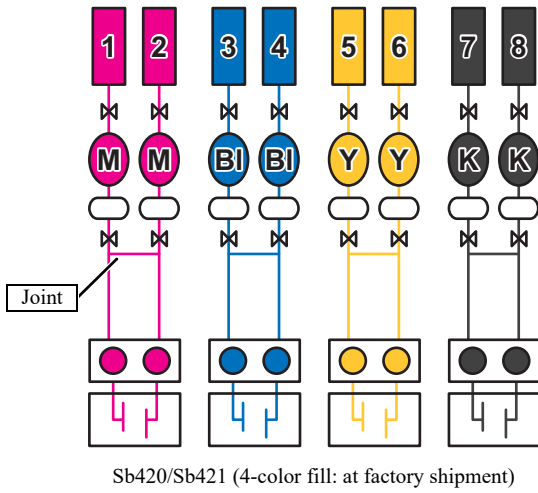 1 2 3 4 5 6 7 8
M M Bl Bl Y Y K K
Joint
Sb420/Sb421 (4-color fill: at factory shipment)